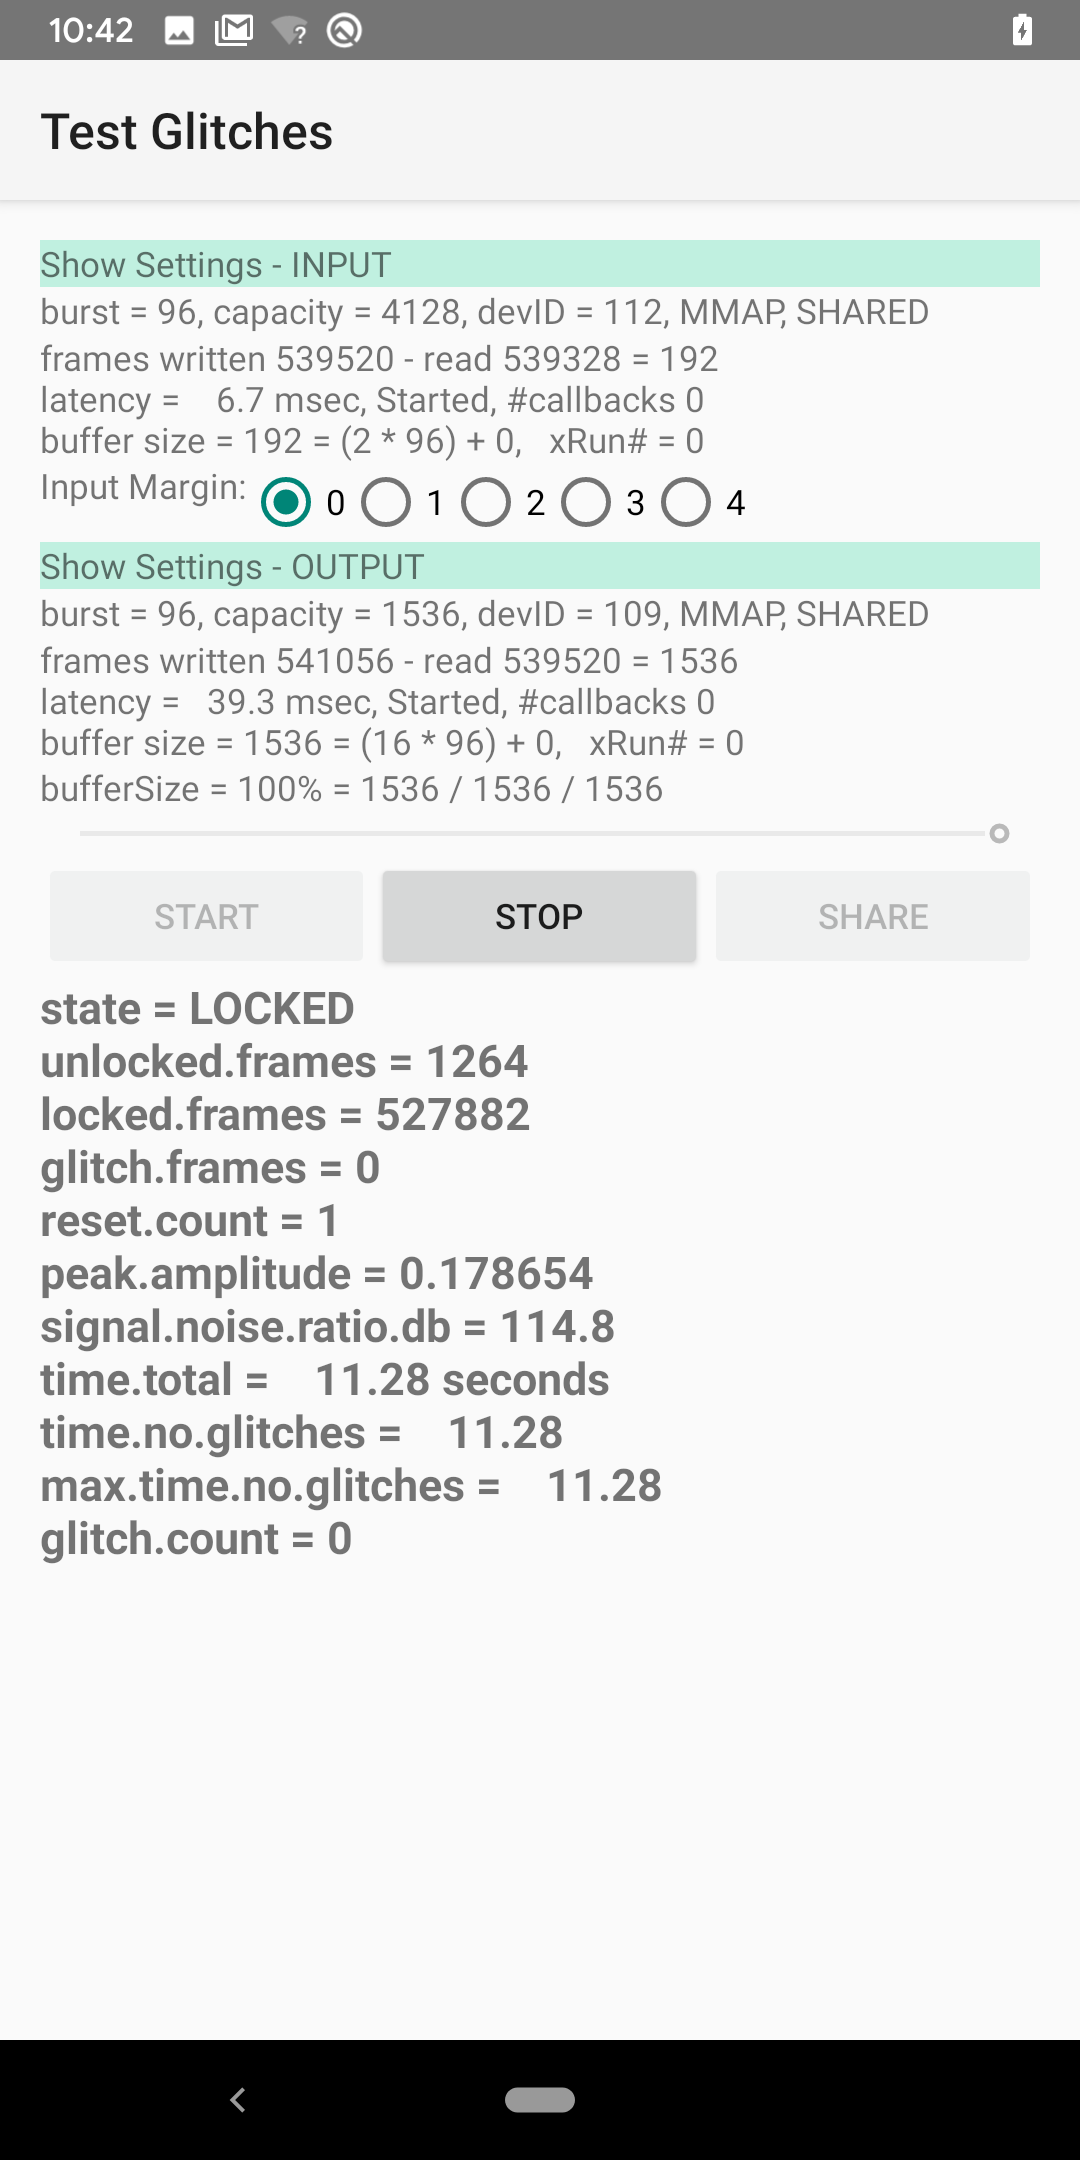 10:42
Test Glitches
Show Settings - INPUT
burst = 96, capacity = 4128, devID = 112, MMAP, SHARED
frames written 539520 - read 539328 = 192
latency =    6.7 msec, Started, #callbacks 0
buffer size = 192 = (2 * 96) + 0,   xRun# = 0
Input Margin: 0 1 2 3 4
Show Settings - OUTPUT
burst = 96, capacity = 1536, devID = 109, MMAP, SHARED
frames written 541056 - read 539520 = 1536
latency =   39.3 msec, Started, #callbacks 0
buffer size = 1536 = (16 * 96) + 0,   xRun# = 0
bufferSize = 100% = 1536 / 1536 / 1536
START STOP SHARE
state = LOCKED
unlocked.frames = 1264
locked.frames = 527882
glitch.frames = 0
reset.count = 1
peak.amplitude = 0.178654
signal.noise.ratio.db = 114.8
time.total =    11.28 seconds
time.no.glitches =    11.28
max.time.no.glitches =    11.28
glitch.count = 0